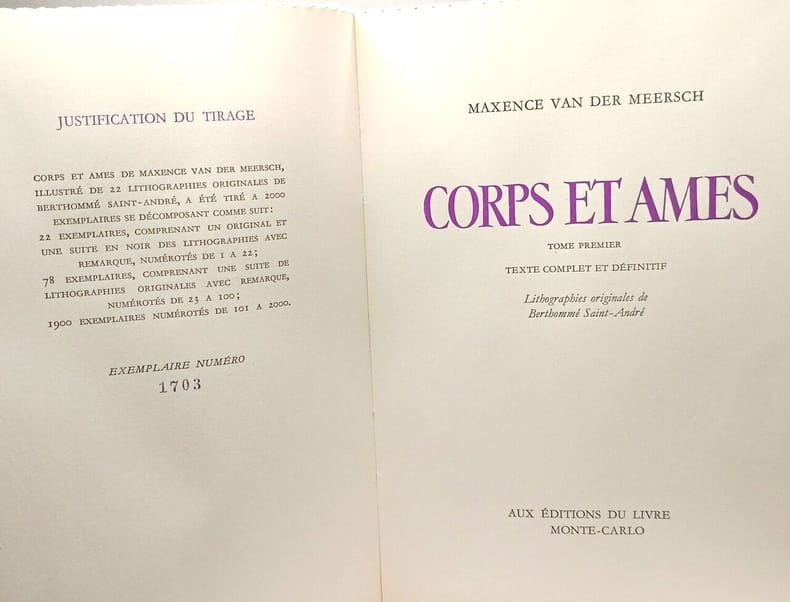 JUSTIFICATION DU TIRAGE
CORPS ET AMES DE MAXENCE VAN DER MEERSCH,
ILLUSTRÉ DE 22 LITHOGRAPHIES ORIGINALES DE
BERTHOMMÉ SAINT-ANDRÉ, A ÉTÉ TIRÉ A 2000
EXEMPLAIRES SE DÉCOMPOSANT COMME SUIT:
22 EXEMPLAIRES, COMPRENANT UN ORIGINAL ET
UNE SUITE EN NOIR DES LITHOGRAPHIES AVEC
REMARQUE, NUMÉROTÉS DE 1 A 22;
78 EXEMPLAIRES, COMPRENANT UNE SUITE DE
LITHOGRAPHIES ORIGINALES AVEC REMARQUE,
NUMÉROTÉS DE 23 A 100;
1900 EXEMPLAIRES NUMÉROTÉS DE 101 A 2000.
EXEMPLAIRE NUMÉRO
1703
MAXENCE VAN DER MEERSCH
CORPS ET AMES
TOME PREMIER
TEXTE COMPLET ET DÉFINITIF
Lithographies originales de
Berthommé Saint-André
AUX ÉDITIONS DU LIVRE
MONTE-CARLO